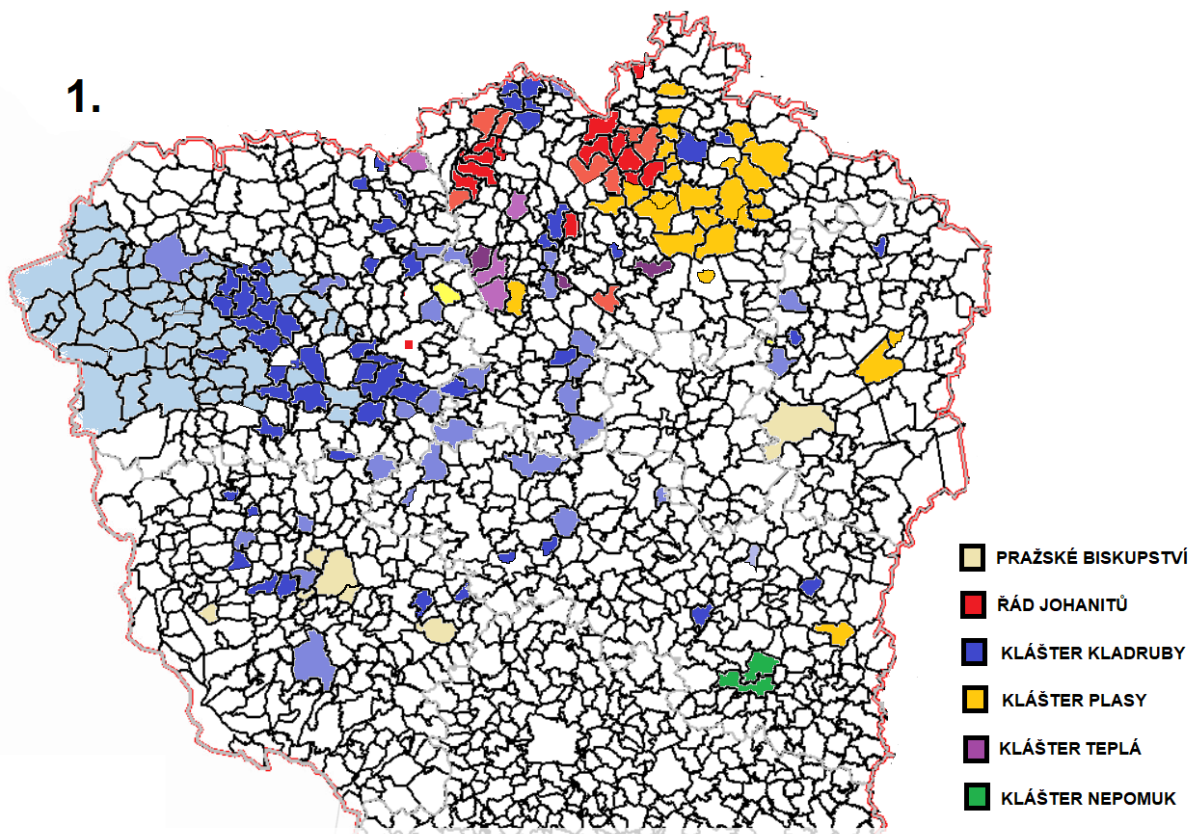 1.
PRAŽSKÉ BISKUPSTVÍ
ŘÁD JOHANITŮ
KLÁŠTER KLADRUBY
KLÁŠTER PLASY
KLÁŠTER TEPLÁ
KLÁŠTER NEPOMUK